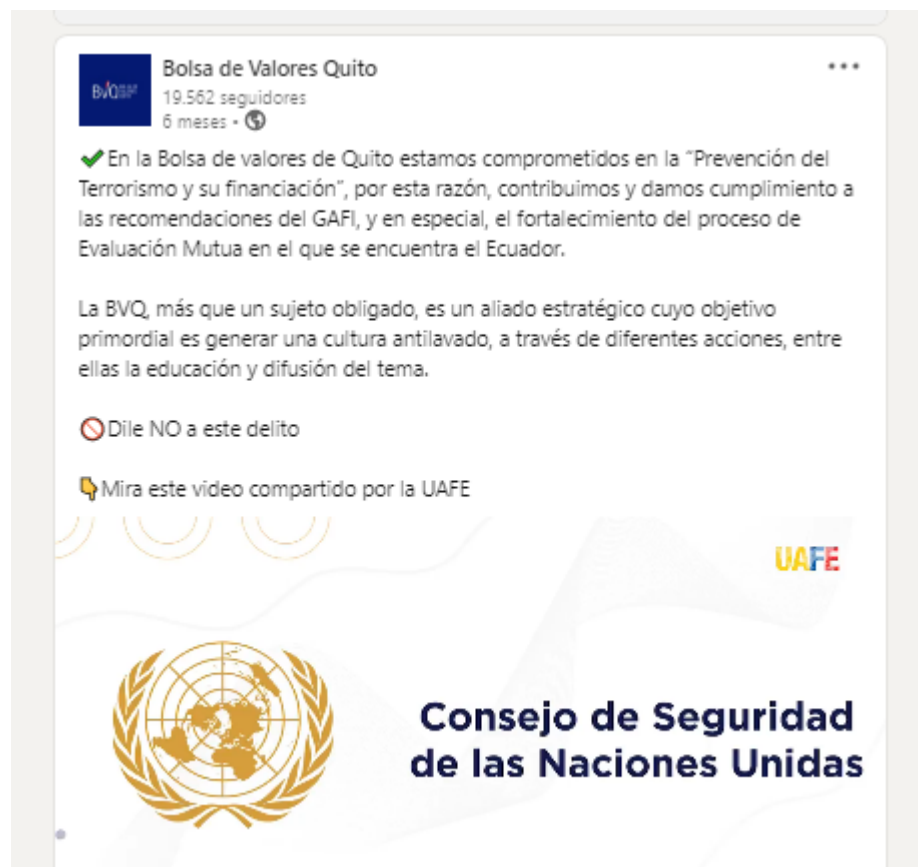 Bolsa de Valores Quito
19.562 seguidores
6 meses •
✔En la Bolsa de valores de Quito estamos comprometidos en la “Prevención del
Terrorismo y su financiación”, por esta razón, contribuimos y damos cumplimiento a
las recomendaciones del GAFI, y en especial, el fortalecimiento del proceso de
Evaluación Mutua en el que se encuentra el Ecuador.
La BVQ, más que un sujeto obligado, es un aliado estratégico cuyo objetivo
primordial es generar una cultura antilavado, a través de diferentes acciones, entre
ellas la educación y difusión del tema.
🚫Dile NO a este delito
👇Mira este video compartido por la UAFE
UAFE
Consejo de Seguridad
de las Naciones Unidas